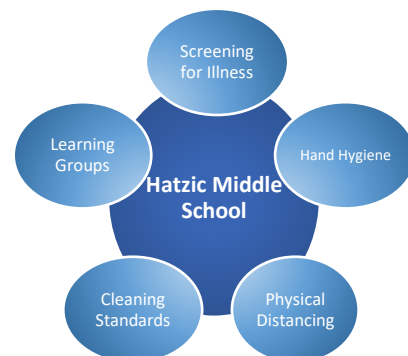 Screening
for Illness
Learning
Groups
Hand Hygiene
Hatzic Middle
School
Cleaning
Standards
Physical
Distancing